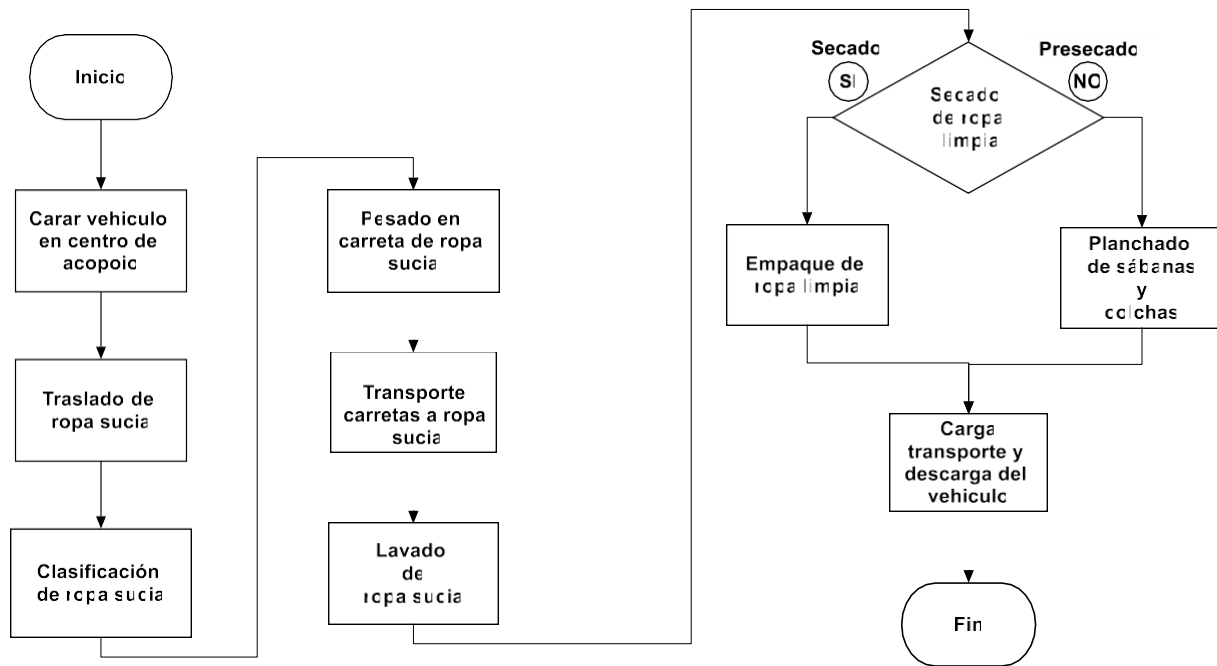 Inicio
Carar vehiculo
en centro de
acopoio
Traslado de
ropa sucia
Clasificación
de ropa sucia
Pesado en
carreta de ropa
sucia
Transporte
carretas a ropa
sucia
Lavado
de
ropa sucia
Secado
SI
Presecado
NO
Secado
de ropa
limpia
Empaque de
ropa limpia
Planchado
de sábanas
y
colchas
Carga
transporte y
descarga del
vehiculo
Fin